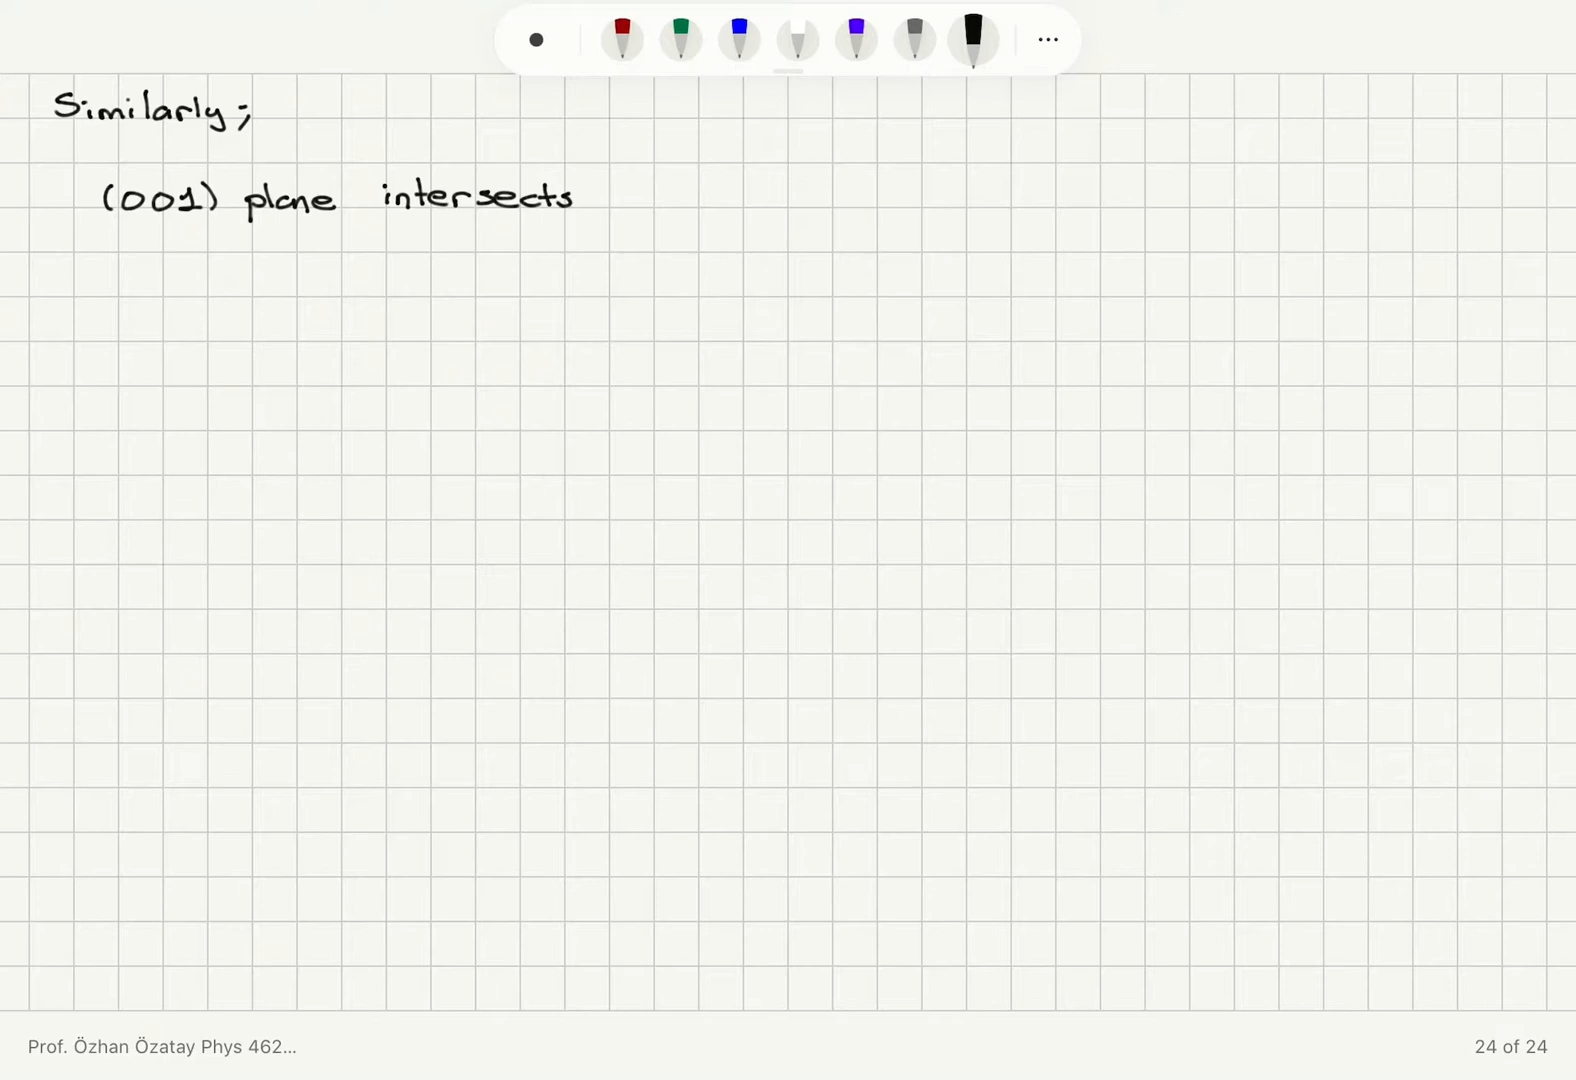 Similarly;
(001) plane intersects
Prof. Özhan Özatay Phys 462...
24 of 24